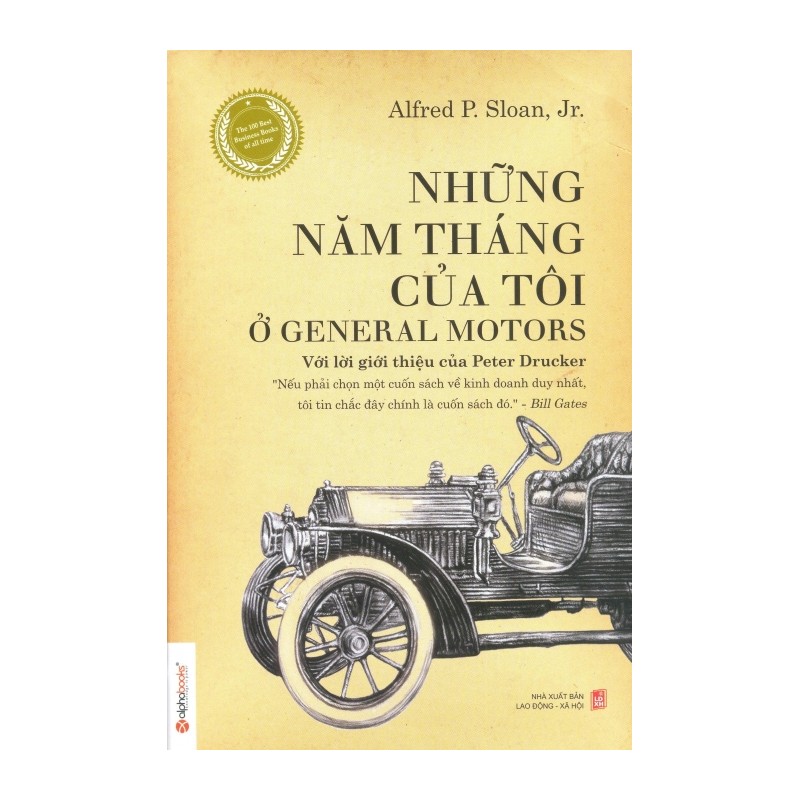 The 100 Best
Business Books
of all time
Alfred P. Sloan, Jr.
NHỮNG
NĂM THÁNG
CỦA TÔI
Ở GENERAL MOTORS
Với lời giới thiệu của Peter Drucker
"Nếu phải chọn một cuốn sách về kinh doanh duy nhất,
tôi tin chắc đây chính là cuốn sách đó." - Bill Gates
alphabooks®
NHÀ XUẤT BẢN
LAO ĐỘNG - XÃ HỘI